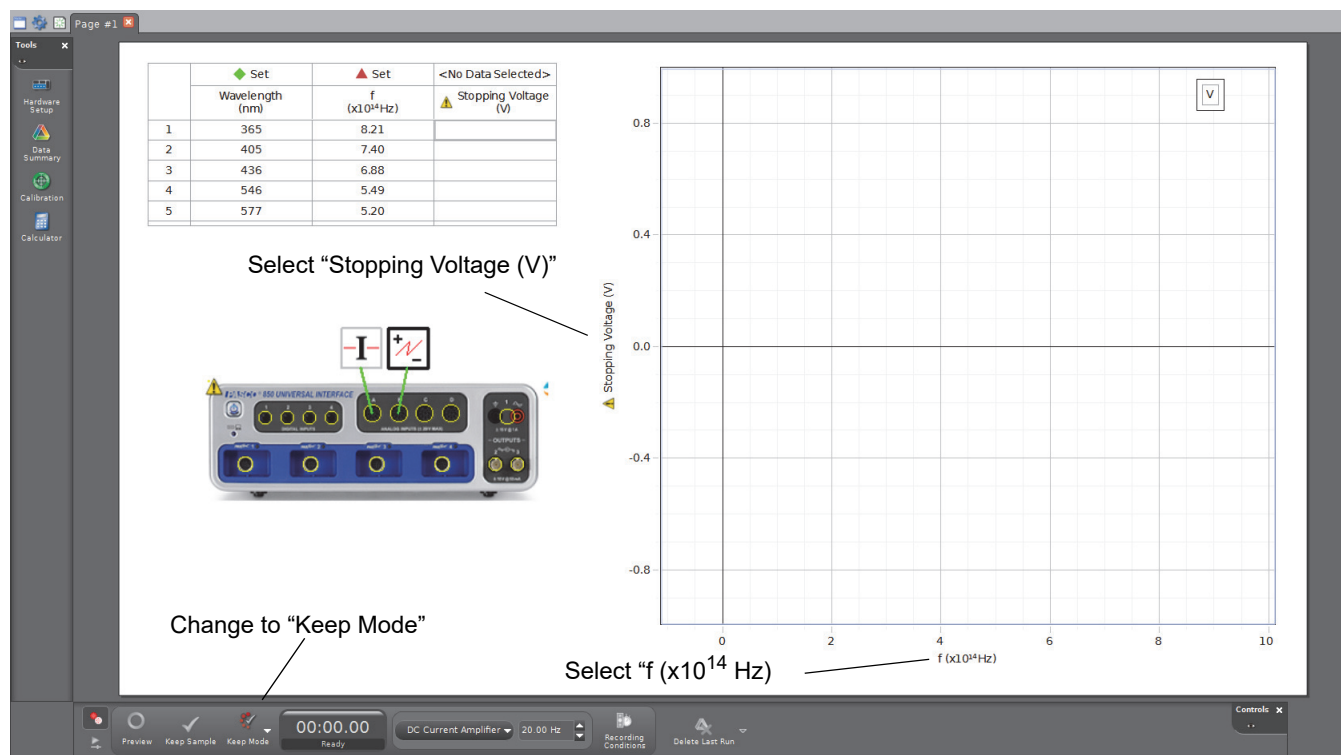 Page #1
Tools
Hardware
Setup
Data
Summary
Calibration
Calculator
Set Set <No Data Selected>
Wavelength
(nm)
f
(x10¹⁴Hz)
Stopping Voltage
(V)
1 365 8.21
2 405 7.40
3 436 6.88
4 546 5.49
5 577 5.20
Select “Stopping Voltage (V)”
PASCO 850 UNIVERSAL INTERFACE
1 2 3 4
DIGITAL INPUTS
A B C D
OUTPUTS
V
0.8
0.4
0.0
-0.4
-0.8
Stopping Voltage (V)
0 2 4 6 8 10
f (x10¹⁴Hz)
Change to “Keep Mode”
Select “f (x10¹⁴ Hz)
Preview
Keep Sample
Keep Mode
00:00.00
Ready
DC Current Amplifier
20.00 Hz
Recording
Conditions
Delete Last Run
Controls